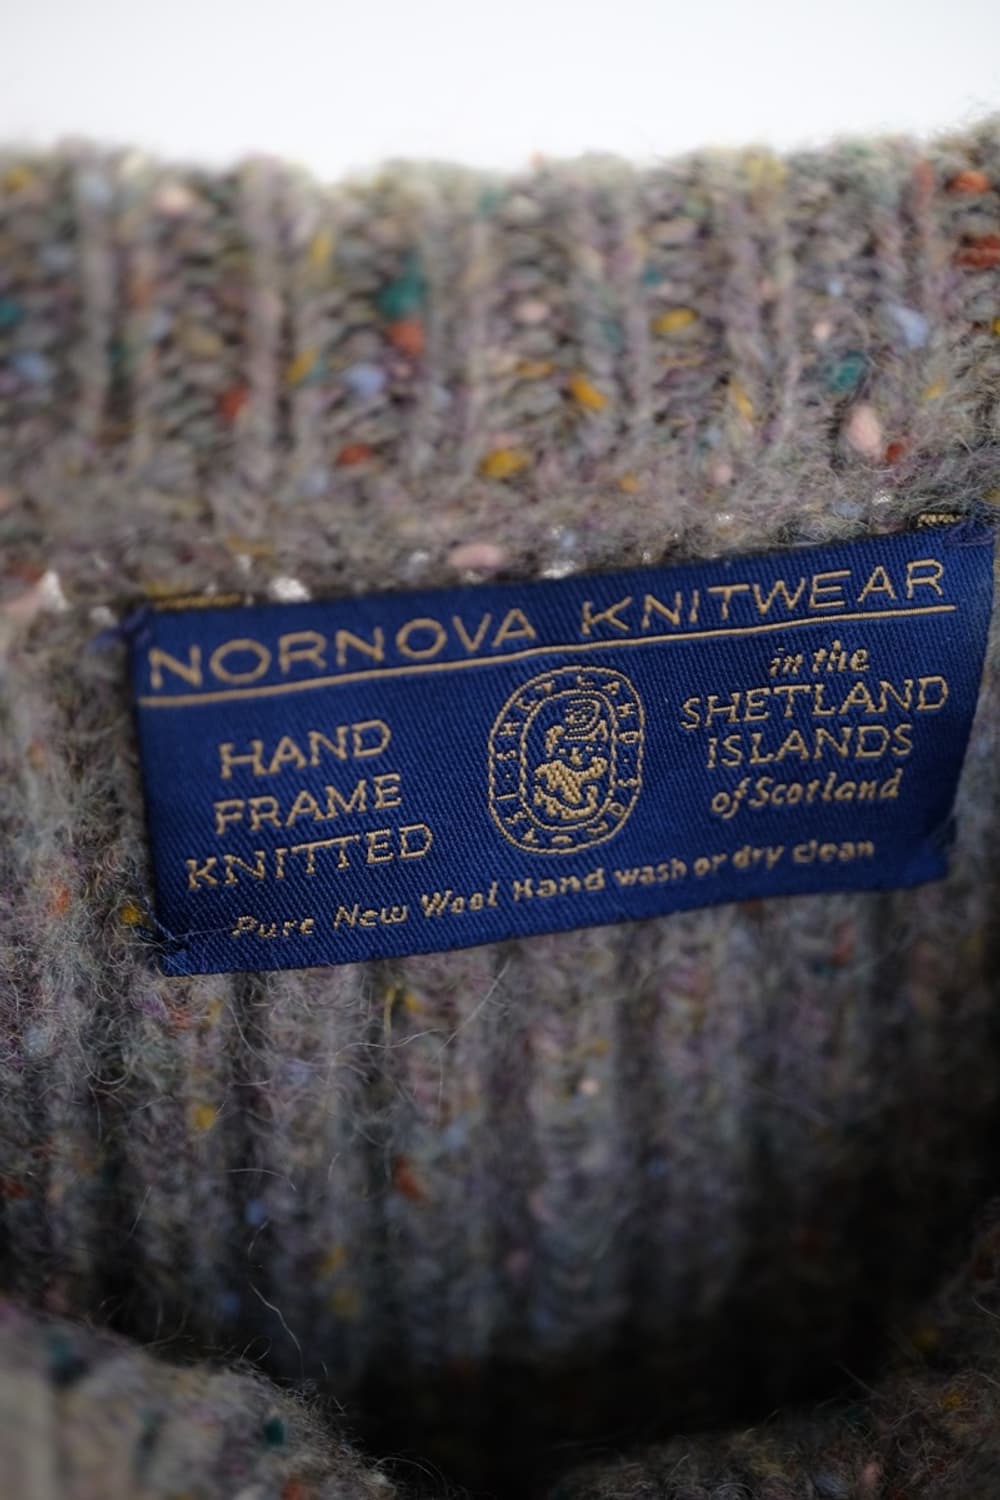 NORNOVA KNITWEAR
HAND
FRAME
KNITTED
in the
SHETLAND
ISLANDS
of Scotland
Pure New Wool Hand wash or dry clean